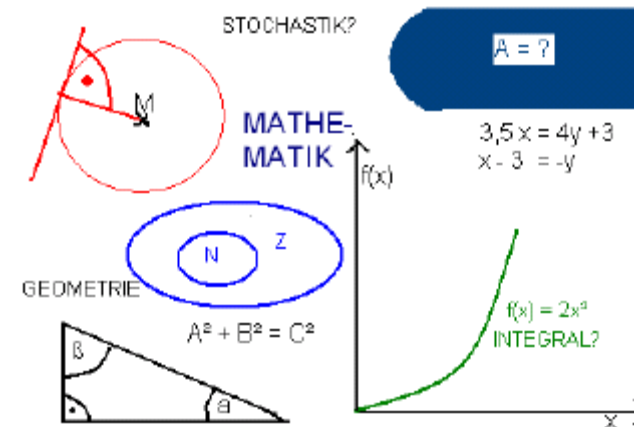 STOCHASTIK?
A = ?
M
MATHE-
MATIK
3,5 x = 4y +3
x - 3 = -y
f(x)
N
Z
GEOMETRIE
f(x) = 2x³
INTEGRAL?
A² + B² = C²
ß
a
x